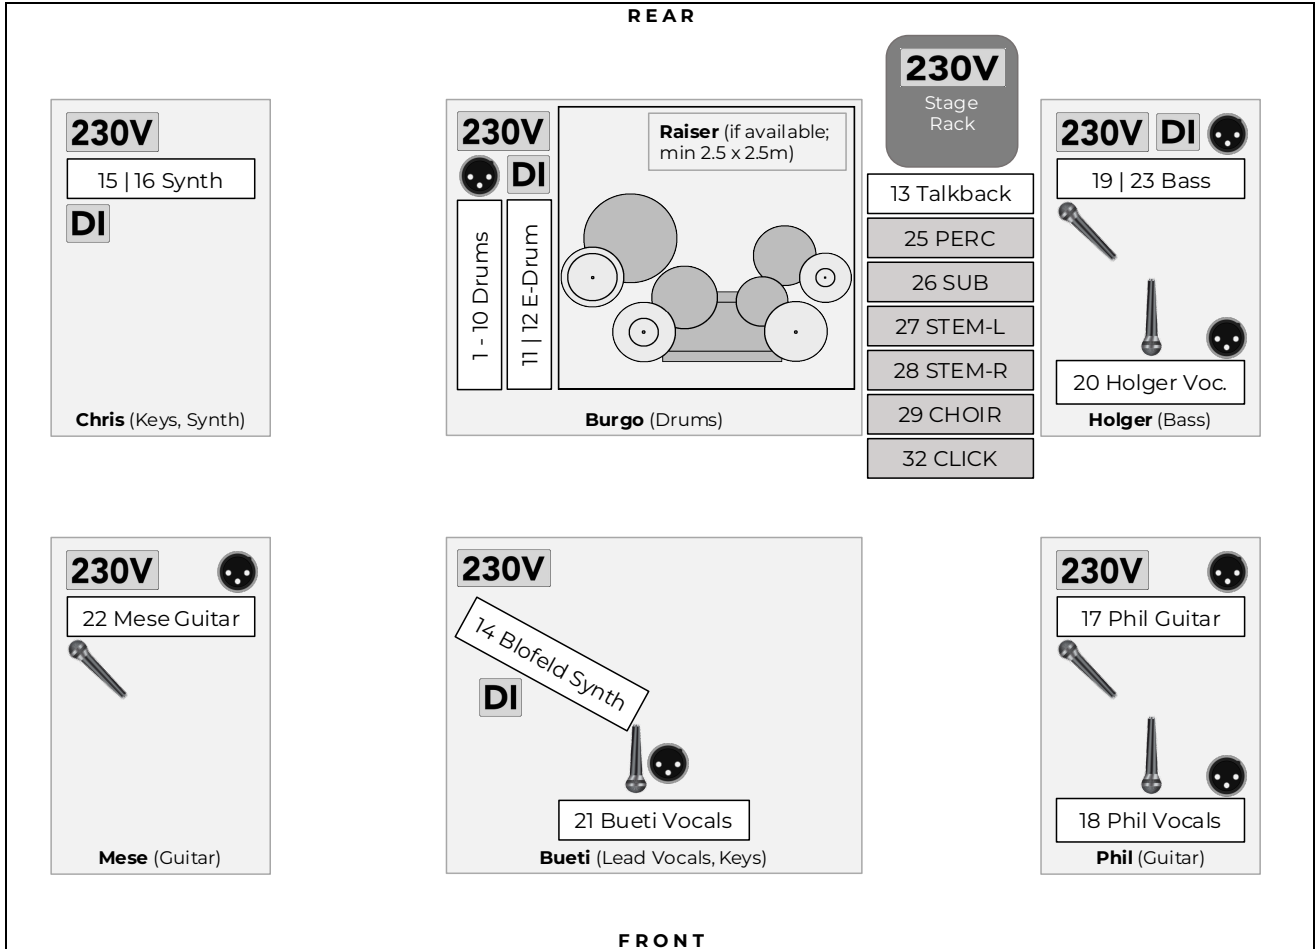 REAR
230V
15 | 16 Synth
DI
Chris (Keys, Synth)
230V
DI
1 - 10 Drums
11 | 12 E-Drum
Raiser (if available;
min 2.5 x 2.5m)
Burgo (Drums)
230V
Stage
Rack
13 Talkback
25 PERC
26 SUB
27 STEM-L
28 STEM-R
29 CHOIR
32 CLICK
230V DI
19 | 23 Bass
20 Holger Voc.
Holger (Bass)
230V
22 Mese Guitar
Mese (Guitar)
230V
14 Blofeld Synth
DI
21 Bueti Vocals
Bueti (Lead Vocals, Keys)
230V
17 Phil Guitar
18 Phil Vocals
Phil (Guitar)
FRONT